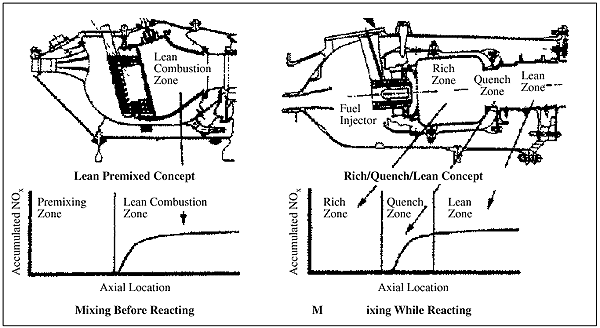 Lean
Combustion
Zone
Lean Premixed Concept
Rich
Zone
Quench
Zone
Lean
Zone
Fuel
Injector
Rich/Quench/Lean Concept
Accumulated NOx
Premixing
Zone
Lean Combustion
Zone
Axial Location
Mixing Before Reacting
Accumulated NOx
Rich
Zone
Quench
Zone
Lean
Zone
Axial Location
M ixing While Reacting